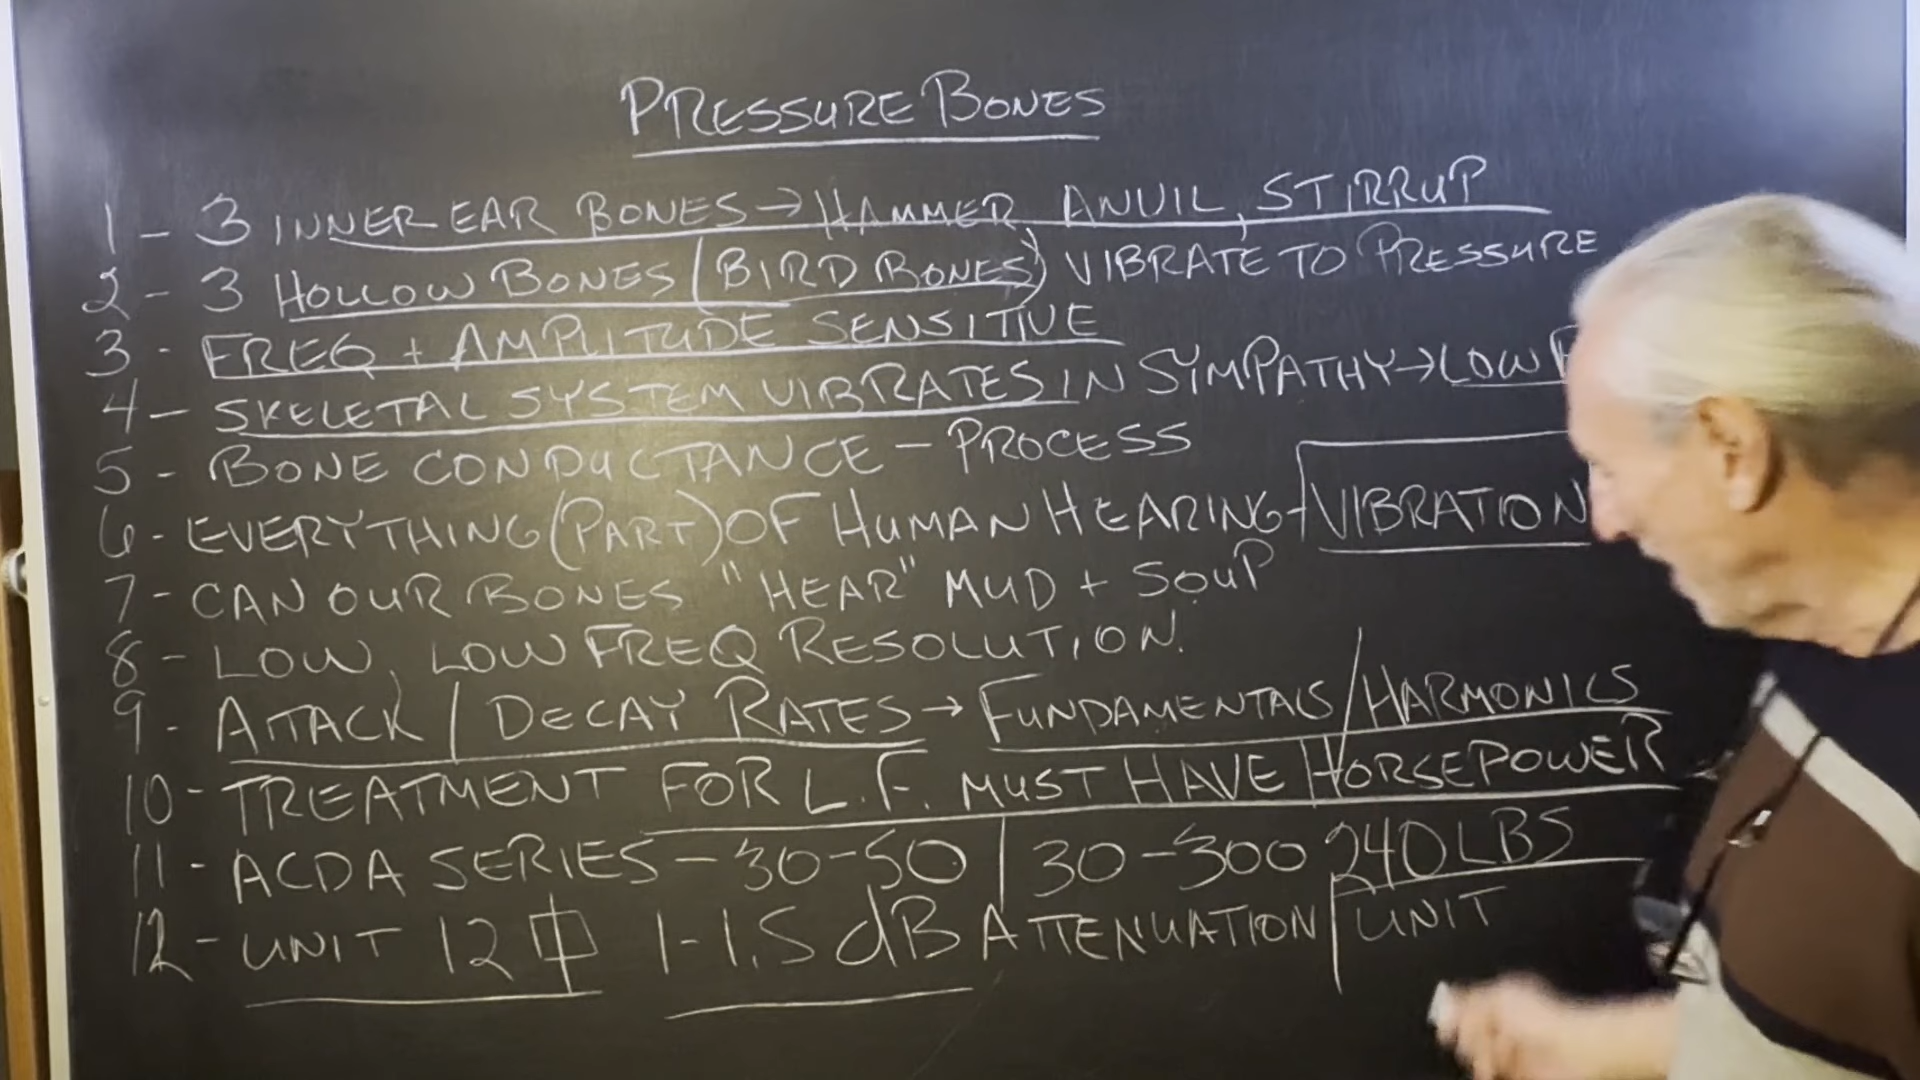 PRESSURE BONES
1 - 3 INNER EAR BONES → HAMMER ANVIL, STIRRUP
2 - 3 HOLLOW BONES (BIRD BONES) VIBRATE TO PRESSURE
3 - FREQ + AMPLITUDE SENSITIVE
4 - SKELETAL SYSTEM VIBRATES IN SYMPATHY → LOW
5 - BONE CONDUCTANCE - PROCESS
6 - EVERYTHING (PART) OF HUMAN HEARING - VIBRATION
7 - CAN OUR BONES "HEAR" MUD + SOUP
8 - LOW, LOW FREQ RESOLUTION.
9 - ATTACK / DECAY RATES → FUNDAMENTALS / HARMONICS
10 - TREATMENT FOR L.F. MUST HAVE HORSEPOWER
11 - ACDA SERIES - 30-50 / 30-300 240 LBS
12 - UNIT 12 1-1.5 dB ATTENUATION / UNIT